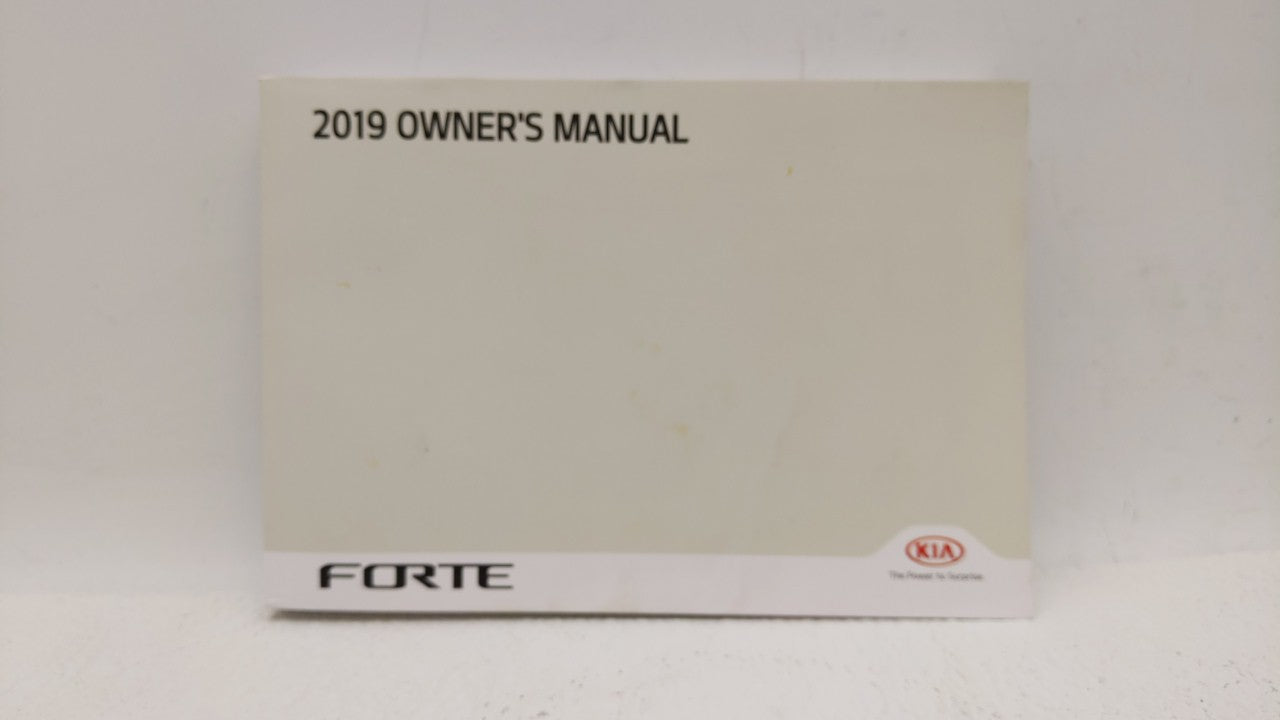 2019 OWNER'S MANUAL
FORTE
KIA
The Power to Surprise